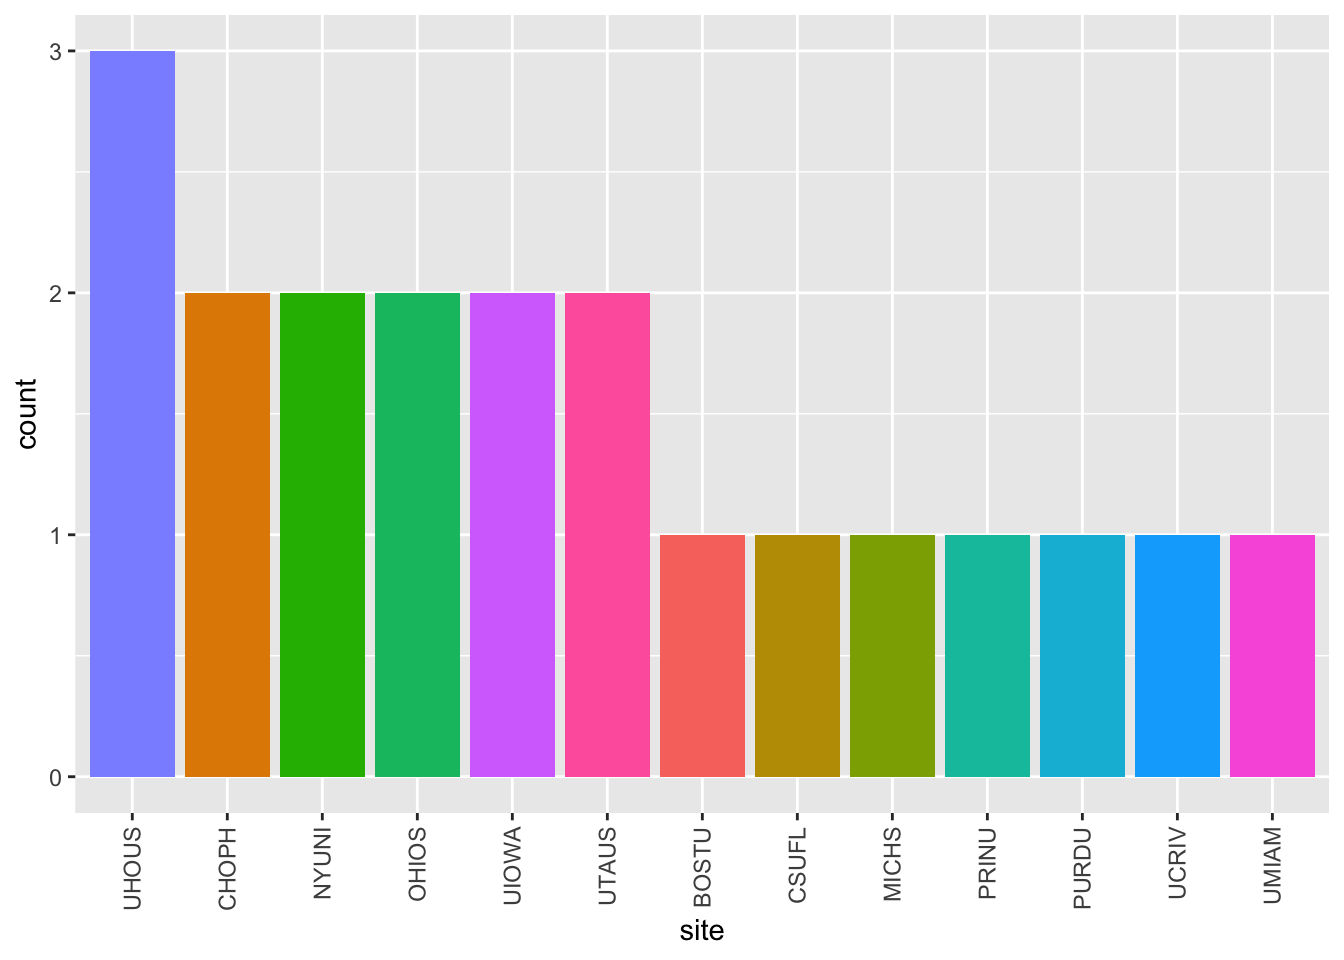 3
2
1
0
count
UHOUS
CHOPH
NYUNI
OHIOS
UIOWA
UTAUS
BOSTU
CSUFL
MICHS
PRINU
PURDU
UCRIV
UMIAM
site